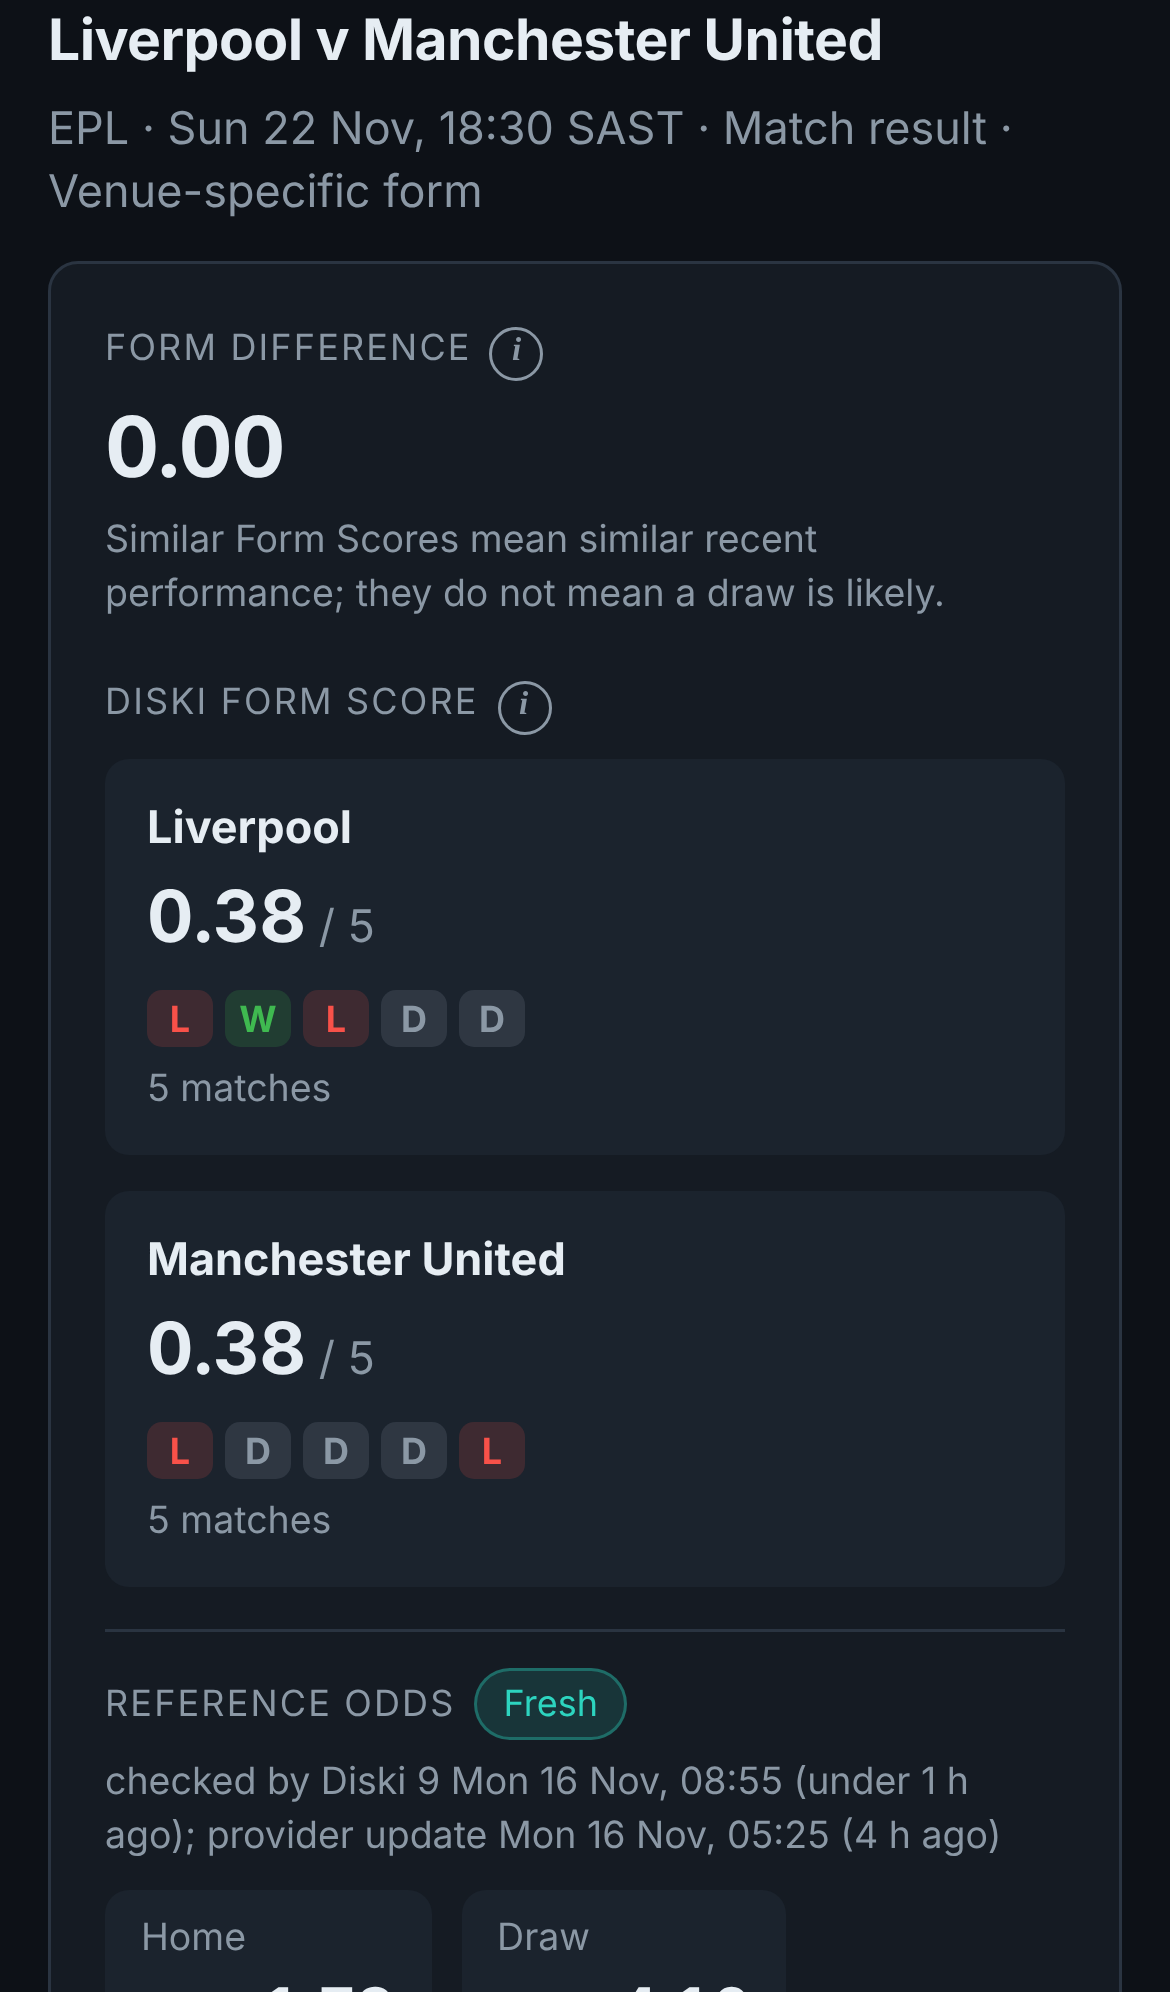 Liverpool v Manchester United
EPL · Sun 22 Nov, 18:30 SAST · Match result ·
Venue-specific form
FORM DIFFERENCE i
0.00
Similar Form Scores mean similar recent
performance; they do not mean a draw is likely.
DISKI FORM SCORE i
Liverpool
0.38 / 5
L W L D D
5 matches
Manchester United
0.38 / 5
L D D D L
5 matches
REFERENCE ODDS Fresh
checked by Diski 9 Mon 16 Nov, 08:55 (under 1 h
ago); provider update Mon 16 Nov, 05:25 (4 h ago)
Home Draw